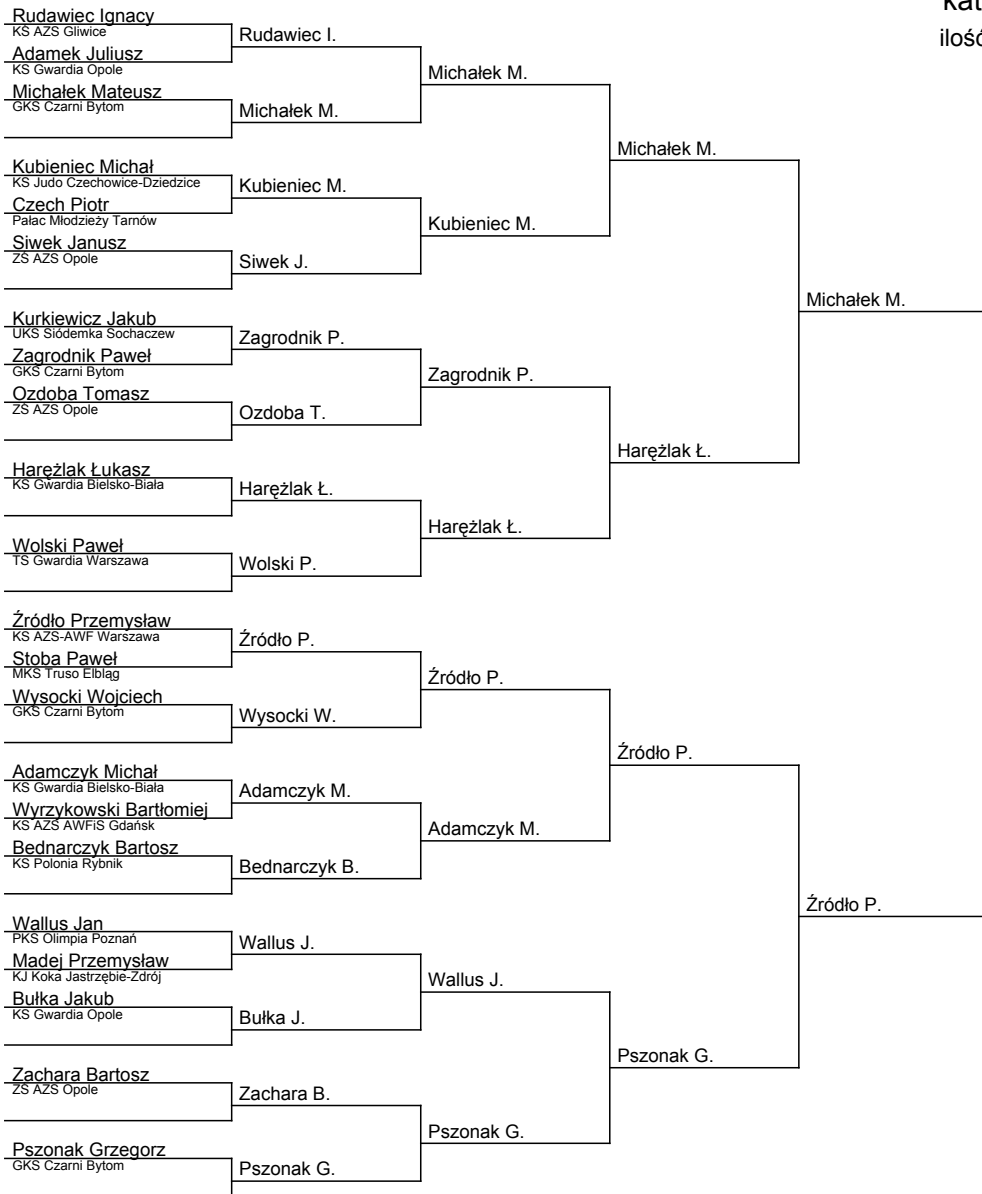 kat
ilość
Rudawiec Ignacy
KS AZS Gliwice
Adamek Juliusz
KS Gwardia Opole
Michałek Mateusz
GKS Czarni Bytom
Kubieniec Michał
KS Judo Czechowice-Dziedzice
Czech Piotr
Pałac Młodzieży Tarnów
Siwek Janusz
ZS AZS Opole
Kurkiewicz Jakub
UKS Siódemka Sochaczew
Zagrodnik Paweł
GKS Czarni Bytom
Ozdoba Tomasz
ZS AZS Opole
Haręźlak Łukasz
KS Gwardia Bielsko-Biała
Wolski Paweł
TS Gwardia Warszawa
Źródło Przemysław
KS AZS-AWF Warszawa
Stoba Paweł
MKS Truso Elbląg
Wysocki Wojciech
GKS Czarni Bytom
Adamczyk Michał
KS Gwardia Bielsko-Biała
Wyrzykowski Bartłomiej
KS AZS AWFiS Gdańsk
Bednarczyk Bartosz
KS Polonia Rybnik
Wallus Jan
PKS Olimpia Poznań
Madej Przemysław
KJ Koka Jastrzębie-Zdrój
Bułka Jakub
KS Gwardia Opole
Zachara Bartosz
ZS AZS Opole
Pszonak Grzegorz
GKS Czarni Bytom
Rudawiec I.
Michałek M.
Kubieniec M.
Siwek J.
Zagrodnik P.
Ozdoba T.
Haręźlak Ł.
Wolski P.
Źródło P.
Wysocki W.
Adamczyk M.
Bednarczyk B.
Wallus J.
Bułka J.
Zachara B.
Pszonak G.
Michałek M.
Kubieniec M.
Zagrodnik P.
Haręźlak Ł.
Źródło P.
Adamczyk M.
Wallus J.
Pszonak G.
Michałek M.
Haręźlak Ł.
Źródło P.
Pszonak G.
Michałek M.
Źródło P.